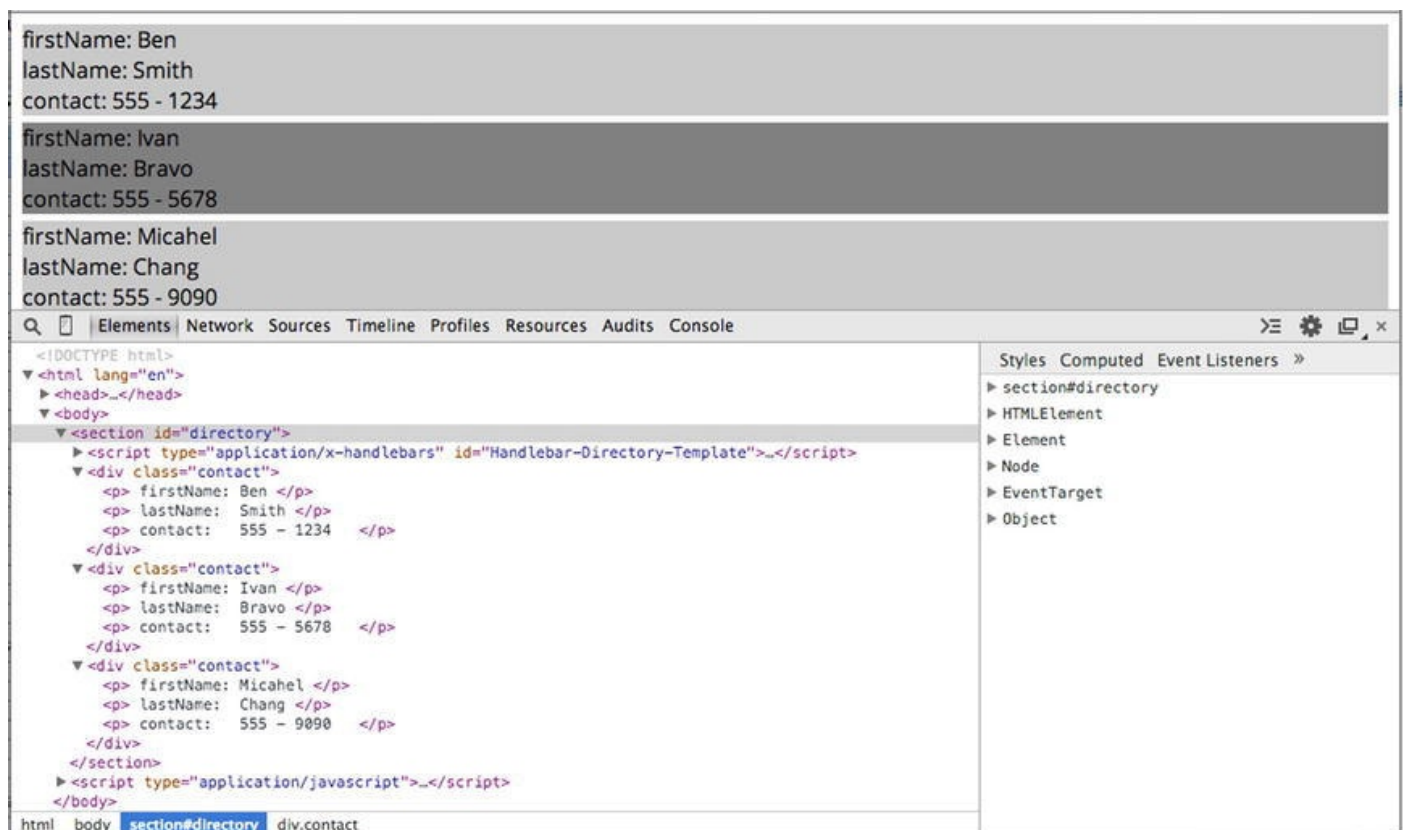 firstName: Ben
lastName: Smith
contact: 555 - 1234
firstName: Ivan
lastName: Bravo
contact: 555 - 5678
firstName: Micahel
lastName: Chang
contact: 555 - 9090
Elements Network Sources Timeline Profiles Resources Audits Console
<!DOCTYPE html>
▼<html lang="en">
▶<head>…</head>
▼<body>
▼<section id="directory">
▶<script type="application/x-handlebars" id="Handlebar-Directory-Template">…</script>
▼<div class="contact">
<p> firstName: Ben </p>
<p> lastName: Smith </p>
<p> contact: 555 - 1234 </p>
</div>
▼<div class="contact">
<p> firstName: Ivan </p>
<p> lastName: Bravo </p>
<p> contact: 555 - 5678 </p>
</div>
▼<div class="contact">
<p> firstName: Micahel </p>
<p> lastName: Chang </p>
<p> contact: 555 - 9090 </p>
</div>
</section>
▶<script type="application/javascript">…</script>
</body>
html body section#directory div.contact
Styles Computed Event Listeners »
▶ section#directory
▶ HTMLElement
▶ Element
▶ Node
▶ EventTarget
▶ Object